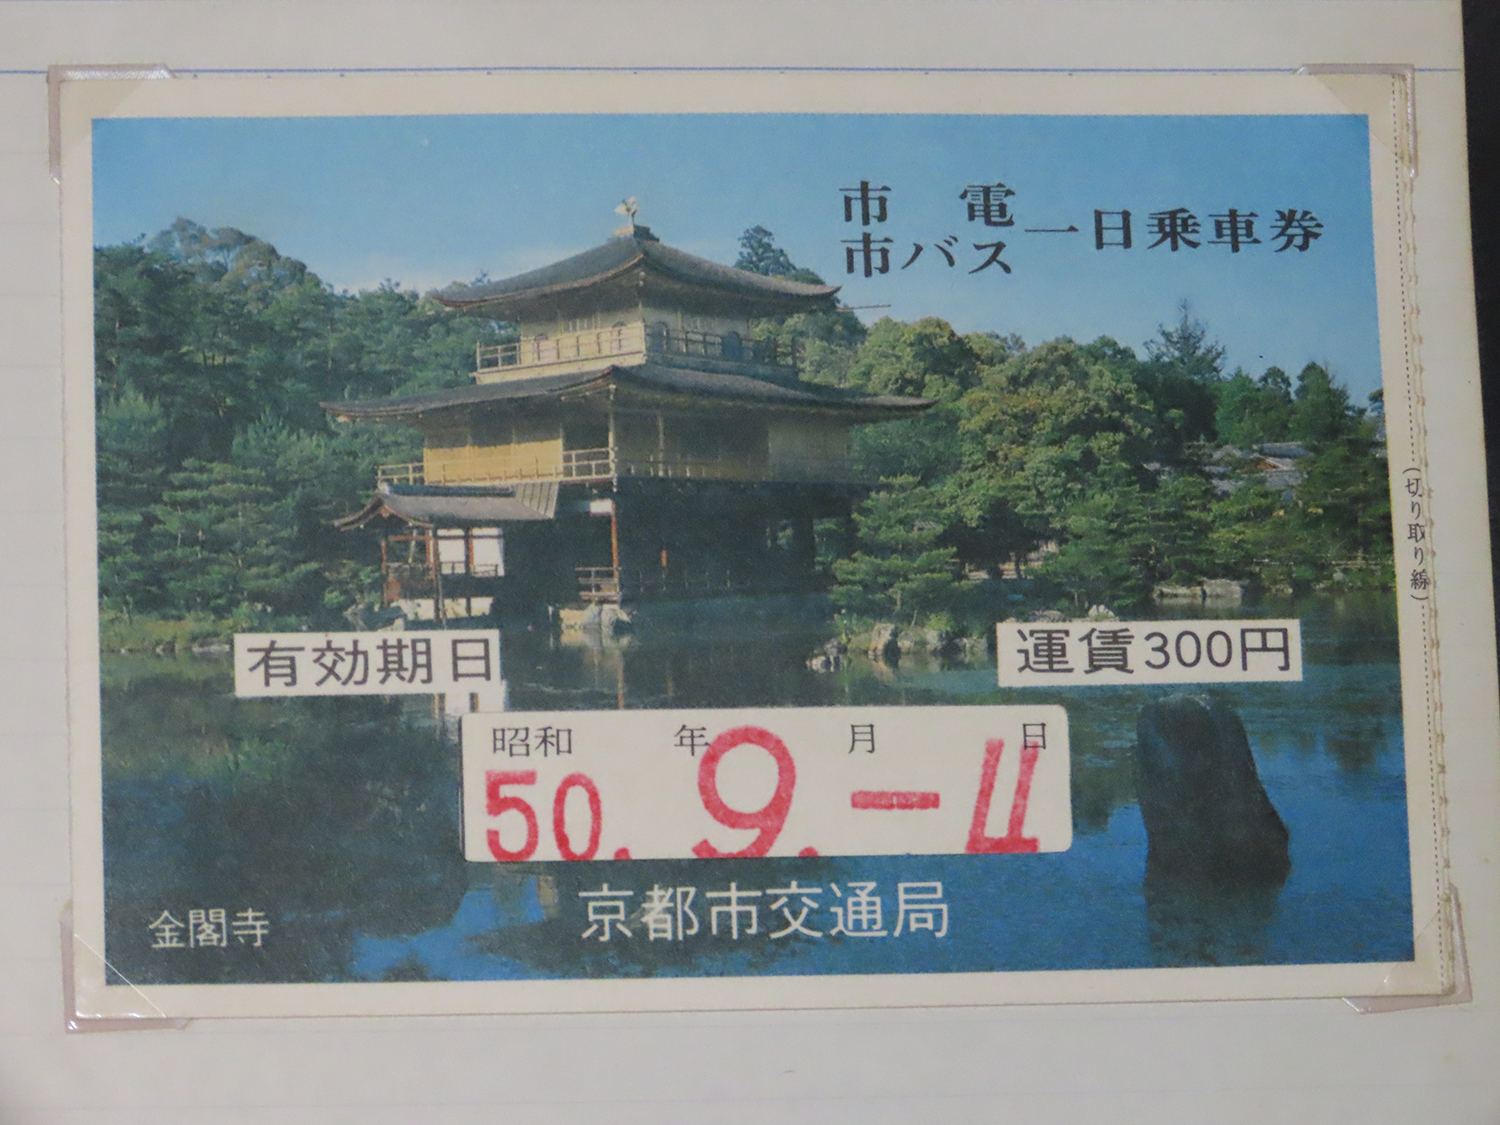 市電
市バス
一日乗車券
(切り取り線)
有効期日
運賃300円
昭和 年 月 日
50. 9. -
京都市交通局
金閣寺